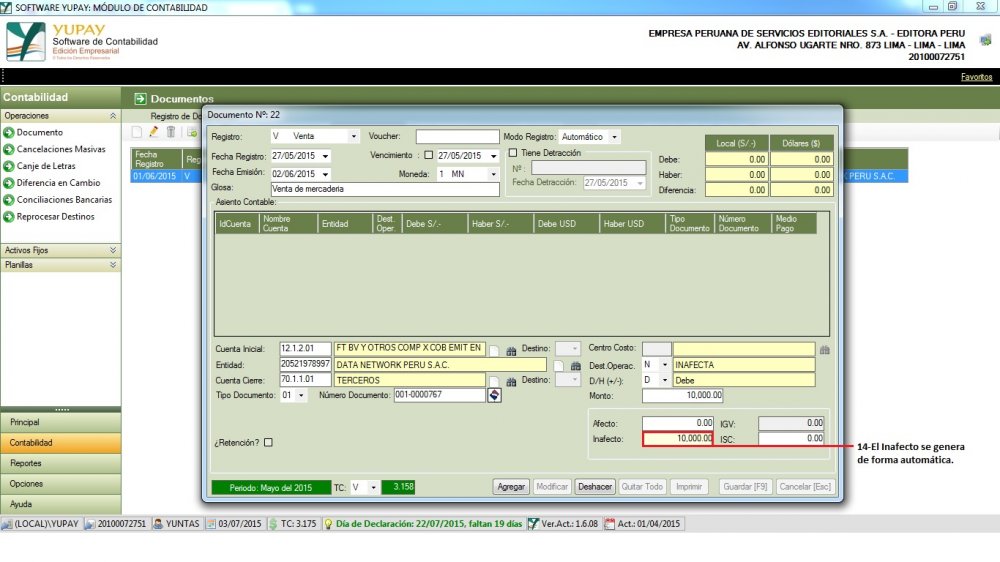 SOFTWARE YUPAY: MÓDULO DE CONTABILIDAD
YUPAY
Software de Contabilidad
Edición Empresarial
EMPRESA PERUANA DE SERVICIOS EDITORIALES S.A. - EDITORA PERU
AV. ALFONSO UGARTE NRO. 873 LIMA - LIMA - LIMA
20100072751
Favoritos
Contabilidad
Documentos
Operaciones
Documento
Cancelaciones Masivas
Canje de Letras
Diferencia en Cambio
Conciliaciones Bancarias
Reprocesar Destinos
Activos Fijos
Planillas
Principal
Contabilidad
Reportes
Opciones
Ayuda
Registro de Do
Fecha Registro
Reg
01/06/2015 V
K PERU S.A.C.
Documento Nº: 22
Registro: V Venta Voucher: Modo Registro: Automático
Fecha Registro: 27/05/2015 Vencimiento : 27/05/2015 Tiene Detracción
Nº :
Fecha Emisión: 02/06/2015 Moneda: 1 MN Fecha Detracción: 27/05/2015
Glosa: Venta de mercaderia
Local (S/.-) Dólares ($)
Debe: 0.00 0.00
Haber: 0.00 0.00
Diferencia: 0.00 0.00
Asiento Contable:
IdCuenta Nombre Cuenta Entidad Dest. Oper. Debe S/.- Haber S/.- Debe USD Haber USD Tipo Documento Número Documento Medio Pago
Cuenta Inicial: 12.1.2.01 FT BV Y OTROS COMP X COB EMIT EN Destino: Centro Costo:
Entidad: 20521978997 DATA NETWORK PERU S.A.C. Dest.Operac. N INAFECTA
Cuenta Cierre: 70.1.1.01 TERCEROS Destino: D/H (+/-): D Debe
Tipo Documento: 01 Número Documento: 001-0000767 Monto: 10,000.00
Afecto: 0.00 IGV: 0.00
Inafecto: 10,000.00 ISC: 0.00
¿Retención?
14-El Inafecto se genera
de forma automática.
Periodo: Mayo del 2015 TC: V 3.158 Agregar Modificar Deshacer Quitar Todo Imprimir Guardar [F9] Cancelar [Esc]
(LOCAL)\YUPAY 20100072751 YUNTAS 03/07/2015 TC: 3.175 Día de Declaración: 22/07/2015, faltan 19 días Ver.Act.: 1.6.08 Act.: 01/04/2015